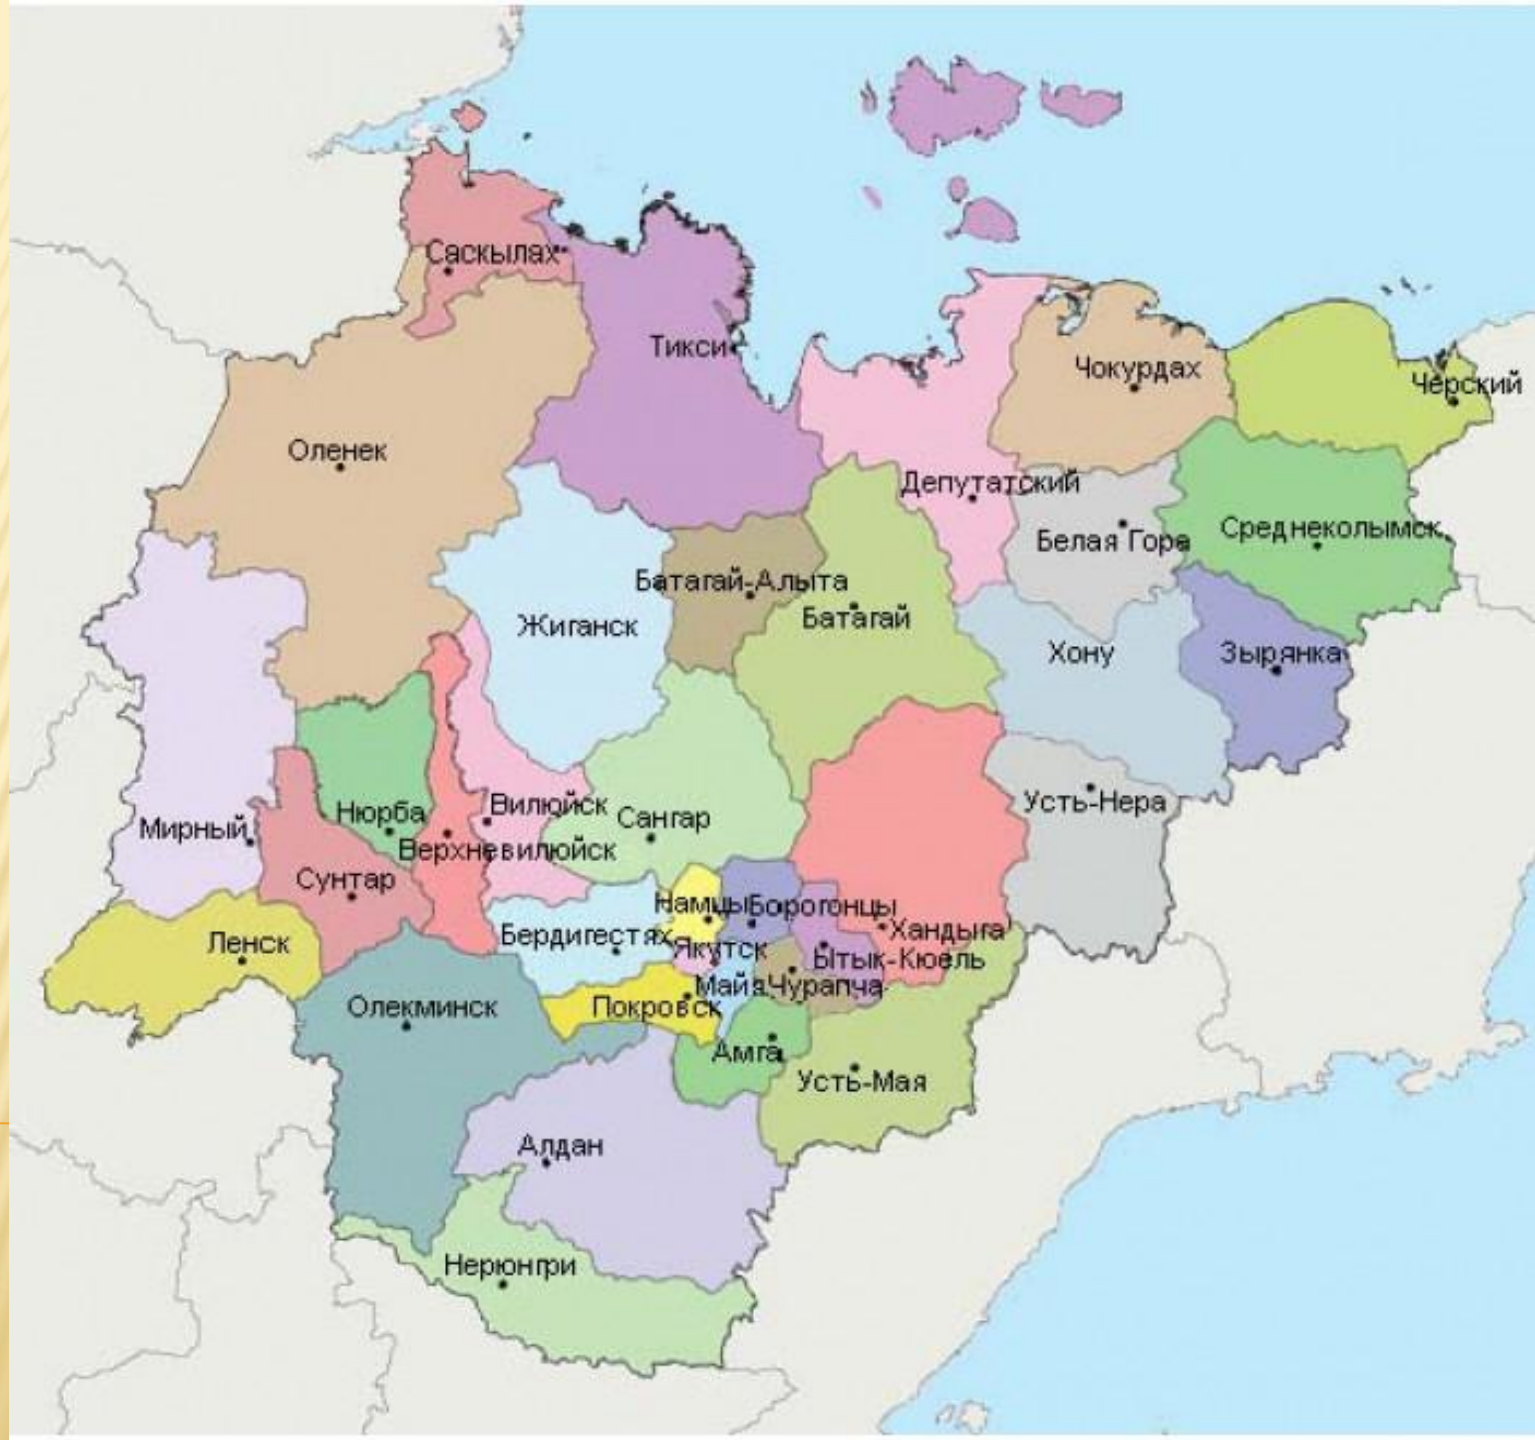 Саскылах
Тикси
Чокурдах
Черский
Оленек
Депутатский
Белая Гора
Среднеколымск
Батагай-Алыта
Батагай
Жиганск
Хону
Зырянка
Усть-Нера
Мирный
Нюрба
Вилюйск
Верхневилюйск
Сангар
Сунтар
Намцы
Борогонцы
Хандыга
Бердигестях
Якутск
Ытык-Кюель
Ленск
Майя
Чурапча
Покровск
Олекминск
Амга
Усть-Мая
Алдан
Нерюнгри